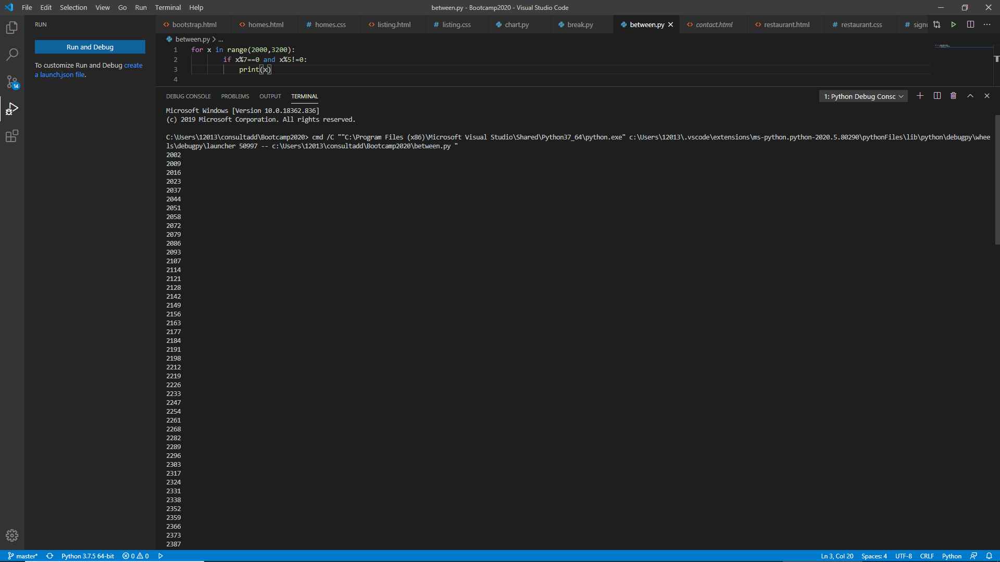 File Edit Selection View Go Run Terminal Help
between.py - Bootcamp2020 - Visual Studio Code
RUN
Run and Debug
To customize Run and Debug create
a launch.json file.
14
bootstrap.html homes.html homes.css listing.html listing.css chart.py break.py between.py contact.html restaurant.html restaurant.css
between.py > ...
1 for x in range(2000,3200):
2 if x%7==0 and x%5!=0:
3 print(x)
4
DEBUG CONSOLE PROBLEMS OUTPUT TERMINAL
1: Python Debug Consc
Microsoft Windows [Version 10.0.18362.836]
(c) 2019 Microsoft Corporation. All rights reserved.
C:\Users\12013\consultadd\Bootcamp2020> cmd /C ""C:\Program Files (x86)\Microsoft Visual Studio\Shared\Python37_64\python.exe" c:\Users\12013\.vscode\extensions\ms-python.python-2020.5.80290\pythonFiles\lib\python\debugpy\whee
ls\debugpy\launcher 50997 -- c:\Users\12013\consultadd\Bootcamp2020\between.py "
2002
2009
2016
2023
2037
2044
2051
2058
2072
2079
2086
2093
2107
2114
2121
2128
2142
2149
2156
2163
2177
2184
2191
2198
2212
2219
2226
2233
2247
2254
2261
2268
2282
2289
2296
2303
2317
2324
2331
2338
2352
2359
2366
2373
2387
master* Python 3.7.5 64-bit 0 0
Ln 3, Col 20 Spaces: 4 UTF-8 CRLF Python